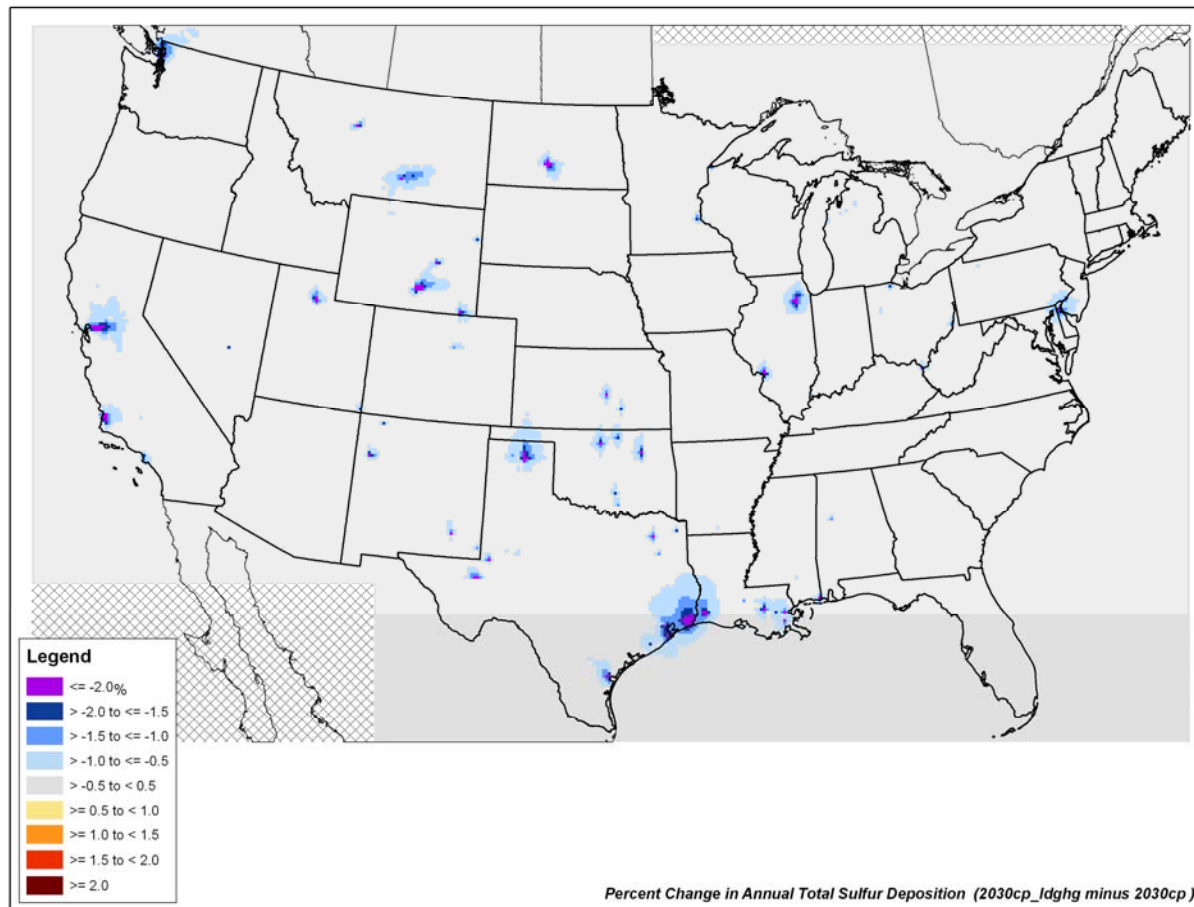 Legend
<= -2.0%
> -2.0 to <= -1.5
> -1.5 to <= -1.0
> -1.0 to <= -0.5
> -0.5 to < 0.5
>= 0.5 to < 1.0
>= 1.0 to < 1.5
>= 1.5 to < 2.0
>= 2.0
Percent Change in Annual Total Sulfur Deposition (2030cp_ldghg minus 2030cp )